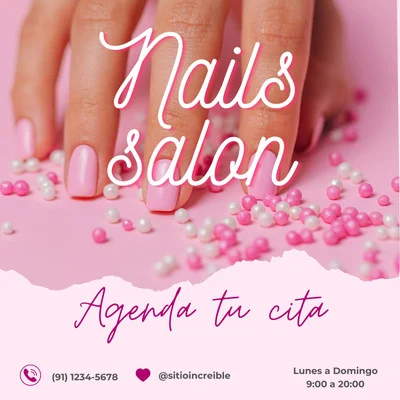 Nails
salon
Agenda tu cita
(91) 1234-5678
@sitioincreible
Lunes a Domingo
9:00 a 20:00